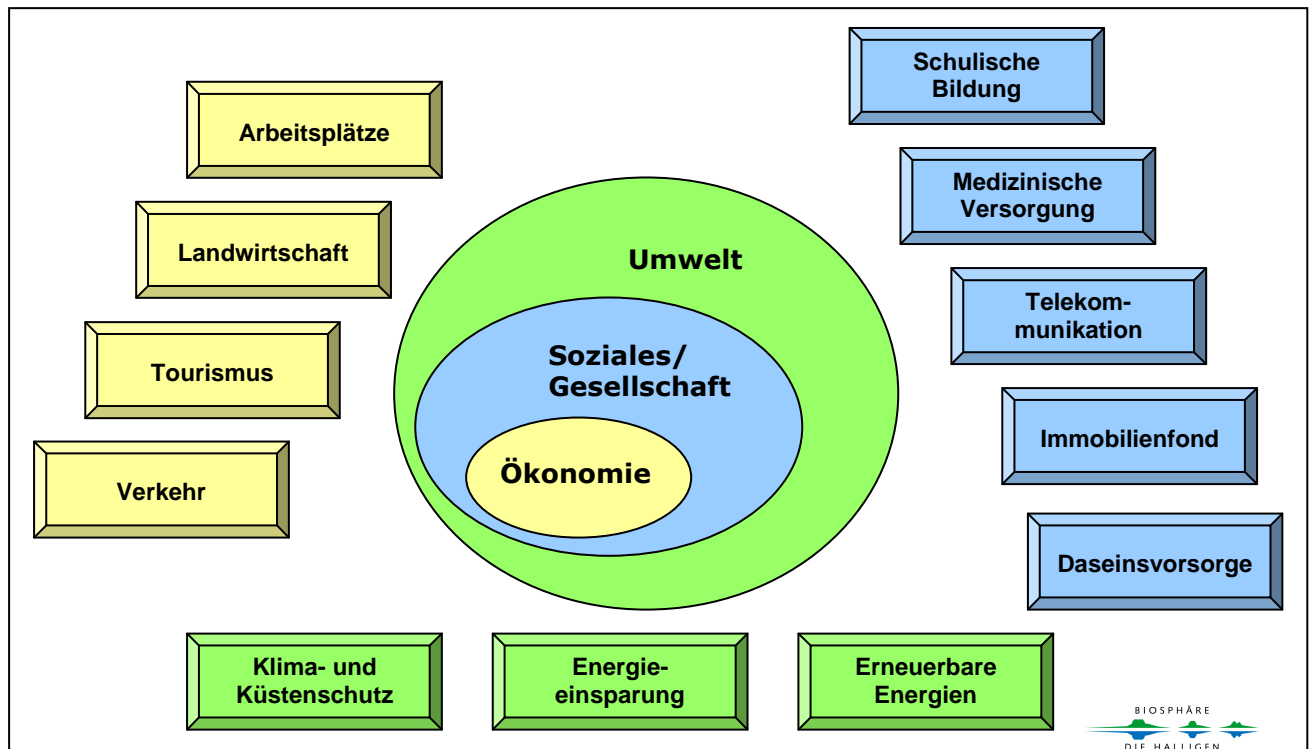 Arbeitsplätze
Landwirtschaft
Tourismus
Verkehr
Umwelt
Soziales/
Gesellschaft
Ökonomie
Schulische
Bildung
Medizinische
Versorgung
Telekom-
munikation
Immobilienfond
Daseinsvorsorge
Klima- und
Küstenschutz
Energie-
einsparung
Erneuerbare
Energien
BIOSPHÄRE
DIE HALLIGEN